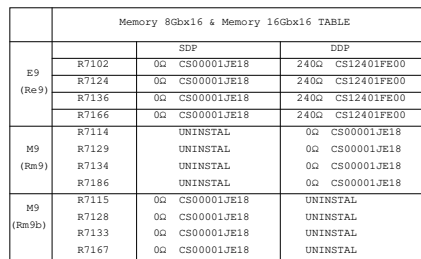 Memory 8Gbx16 & Memory 16Gbx16 TABLE
SDP DDP
E9
(Re9)
R7102 0Ω CS00001JE18 240Ω CS12401FE00
R7124 0Ω CS00001JE18 240Ω CS12401FE00
R7136 0Ω CS00001JE18 240Ω CS12401FE00
R7166 0Ω CS00001JE18 240Ω CS12401FE00
M9
(Rm9)
R7114 UNINSTAL 0Ω CS00001JE18
R7129 UNINSTAL 0Ω CS00001JE18
R7134 UNINSTAL 0Ω CS00001JE18
R7186 UNINSTAL 0Ω CS00001JE18
M9
(Rm9b)
R7115 0Ω CS00001JE18 UNINSTAL
R7128 0Ω CS00001JE18 UNINSTAL
R7133 0Ω CS00001JE18 UNINSTAL
R7167 0Ω CS00001JE18 UNINSTAL